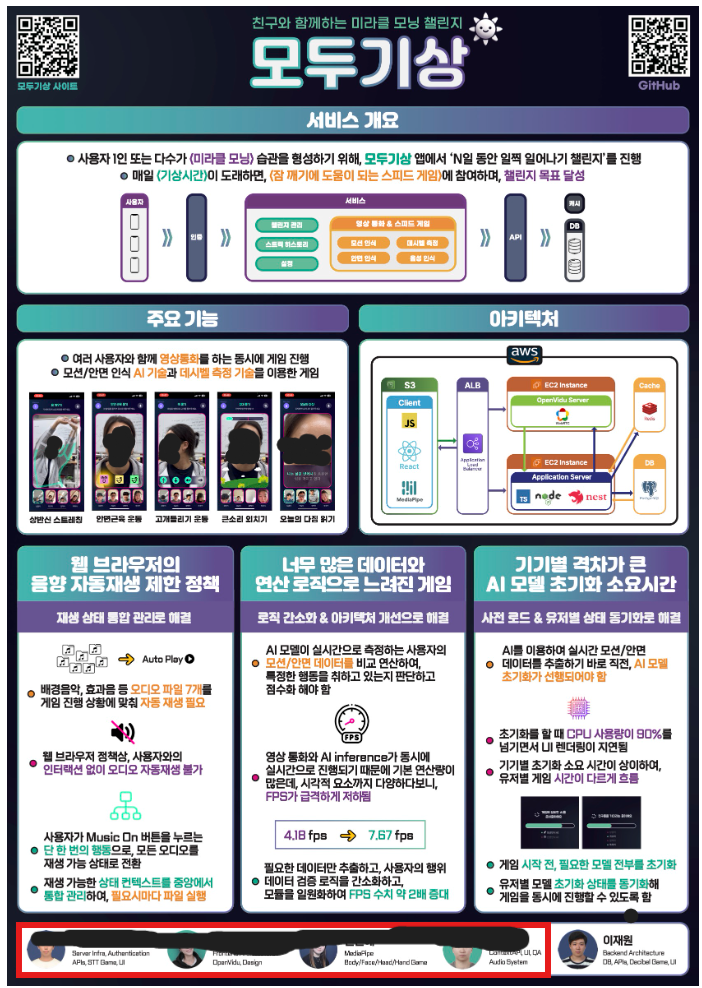 친구와 함께하는 미라클 모닝 챌린지
모두기상
모두기상 사이트
GitHub
서비스 개요
사용자 1인 또는 다수가 <미라클 모닝> 습관을 형성하기 위해, 모두기상 앱에서 ‘N일 동안 일찍 일어나기 챌린지’를 진행
매일 <기상시간>이 도래하면, <잠 깨기에 도움이 되는 스피드 게임>에 참여하며, 챌린지 목표 달성
사용자
인증
서비스
챌린지 관리
스트릭 히스토리
설정
영상 통화 & 스피드 게임
모션 인식
데시벨 측정
안면 인식
음성 인식
API
캐시
DB
주요 기능
여러 사용자와 함께 영상통화를 하는 동시에 게임 진행
모션/안면 인식 AI 기술과 데시벨 측정 기술을 이용한 게임
상반신 스트레칭
안면근육 운동
고개돌리기 운동
큰소리 외치기
오늘의 다짐 읽기
아키텍처
aws
S3
Client
JS
React
MediaPipe
ALB
Application
Load
Balancer
EC2 Instance
OpenVidu Server
EC2 Instance
Application Server
TS
node
nest
Cache
Redis
DB
웹 브라우저의
음향 자동재생 제한 정책
재생 상태 통합 관리로 해결
Auto Play
배경음악, 효과음 등 오디오 파일 7개를
게임 진행 상황에 맞춰 자동 재생 필요
웹 브라우저 정책상, 사용자와의
인터랙션 없이 오디오 자동재생 불가
사용자가 Music On 버튼을 누르는
단 한 번의 행동으로, 모든 오디오를
재생 가능 상태로 전환
재생 가능한 상태 컨텍스트를 중앙에서
통합 관리하여, 필요시마다 파일 실행
너무 많은 데이터와
연산 로직으로 느려진 게임
로직 간소화 & 아키텍처 개선으로 해결
AI 모델이 실시간으로 측정하는 사용자의
모션/안면 데이터를 비교 연산하여,
특정한 행동을 취하고 있는지 판단하고
점수화 해야 함
FPS
영상 통화와 AI inference가 동시에
실시간으로 진행되기 때문에 기본 연산량이
많은데, 시각적 요소까지 다양하다보니,
FPS가 급격하게 저하됨
4.18 fps
7.67 fps
필요한 데이터만 추출하고, 사용자의 행위
데이터 검증 로직을 간소화하고,
모듈을 일원화하여 FPS 수치 약 2배 증대
기기별 격차가 큰
AI 모델 초기화 소요시간
사전 로드 & 유저별 상태 동기화로 해결
AI를 이용하여 실시간 모션/안면
데이터를 추출하기 바로 직전, AI 모델
초기화가 선행되어야 함
초기화를 할 때 CPU 사용량이 90%를
넘기면서 UI 렌더링이 지연됨
기기별 초기화 소요 시간이 상이하여,
유저별 게임 시간이 다르게 흐름
게임 시작 전, 필요한 모델 전부를 초기화
유저별 모델 초기화 상태를 동기화해
게임을 동시에 진행할 수 있도록 함
Server Infra, Authentication
APIs, STT Game, UI
OpenVidu, Design
MediaPipe
Body/Face/Head/Hand Game
ContextAPI, UI, QA
Audio System
이재원
Backend Architecture
DB, APIs, Decibel Game, UI